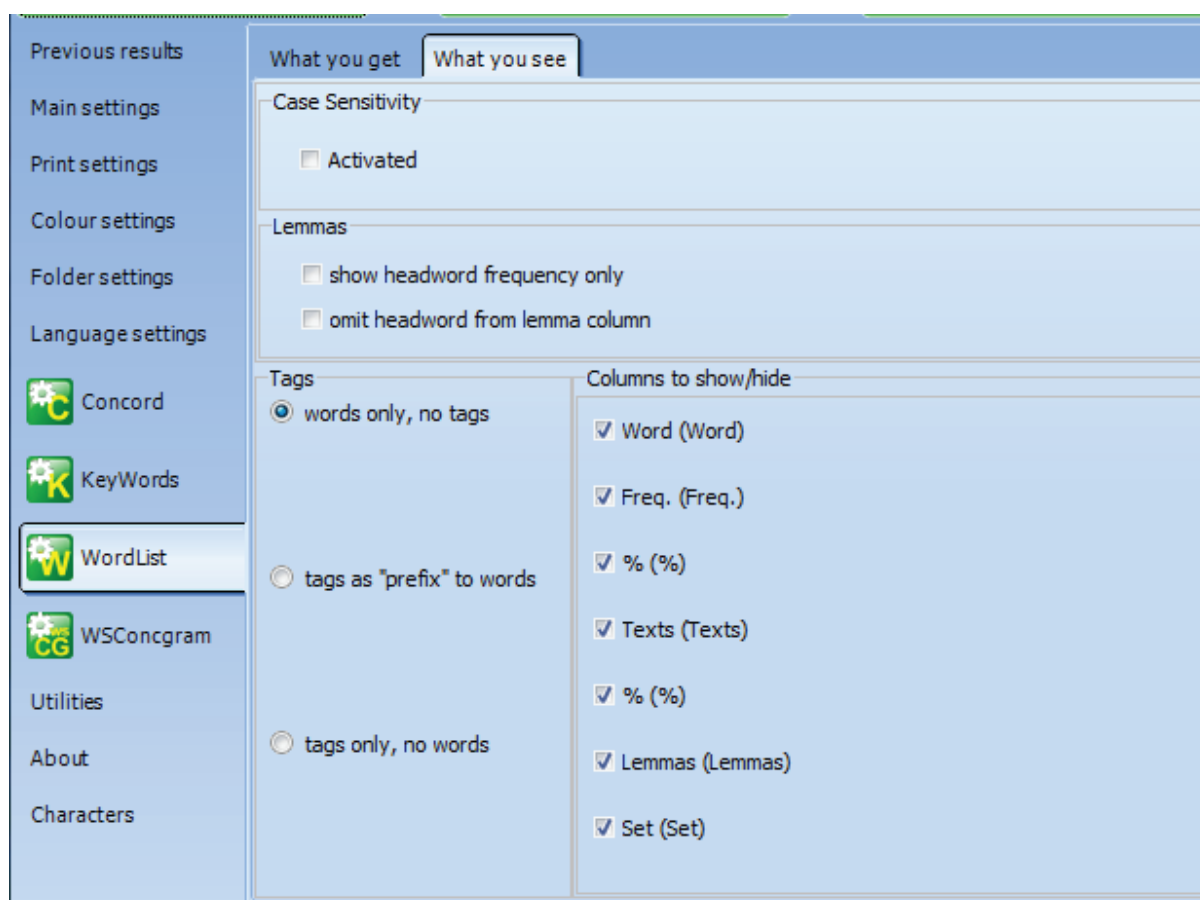 Previous results
Main settings
Print settings
Colour settings
Folder settings
Language settings
Concord
KeyWords
WordList
WSConcgram
Utilities
About
Characters
What you get
What you see
Case Sensitivity
Activated
Lemmas
show headword frequency only
omit headword from lemma column
Tags
words only, no tags
tags as "prefix" to words
tags only, no words
Columns to show/hide
Word (Word)
Freq. (Freq.)
% (%)
Texts (Texts)
% (%)
Lemmas (Lemmas)
Set (Set)
C
K
W
WS
CG